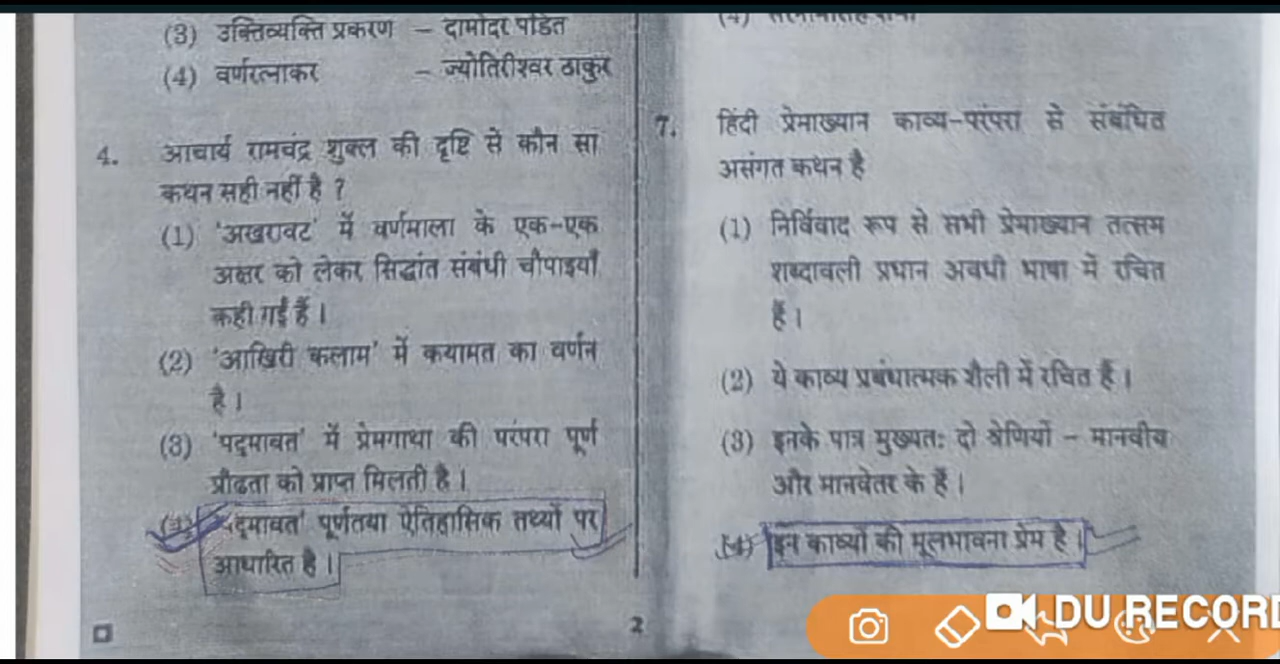 (3) उक्तिव्यक्ति प्रकरण – दामोदर पंडित
(4) वर्णरत्नाकर – ज्योतिरीश्वर ठाकुर
4. आचार्य रामचंद्र शुक्ल की दृष्टि से कौन सा
कथन सही नहीं है ?
(1) 'अखरावट' में वर्णमाला के एक-एक
अक्षर को लेकर सिद्धांत संबंधी चौपाइयाँ
कही गई हैं ।
(2) 'आखिरी कलाम' में कयामत का वर्णन
है ।
(3) 'पद्मावत' में प्रेमगाथा की परंपरा पूर्ण
प्रौढता को प्राप्त मिलती है ।
(4) 'पद्मावत' पूर्णतया ऐतिहासिक तथ्यों पर
आधारित है ।
2
(4)
7. हिंदी प्रेमाख्यान काव्य-परंपरा से संबंधित
असंगत कथन है
(1) निर्विवाद रूप से सभी प्रेमाख्यान तत्सम
शब्दावली प्रधान अवधी भाषा में रचित
हैं ।
(2) ये काव्य प्रबंधात्मक शैली में रचित हैं ।
(3) इनके पात्र मुख्यतः दो श्रेणियों – मानवीय
और मानवेतर के हैं ।
(4) इन काव्यों की मूलभावना प्रेम है ।
DU RECORD